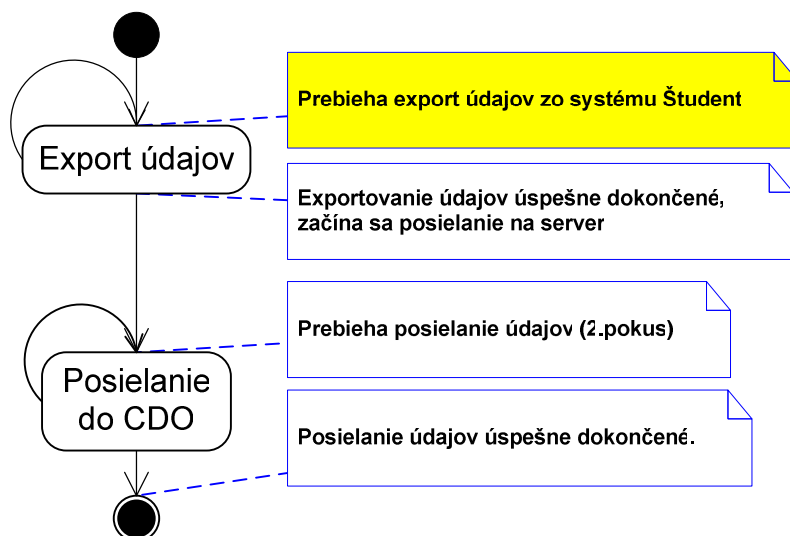 Prebieha export údajov zo systému Študent
Export údajov
Exportovanie údajov úspešne dokončené,
začína sa posielanie na server
Prebieha posielanie údajov (2.pokus)
Posielanie
do CDO
Posielanie údajov úspešne dokončené.